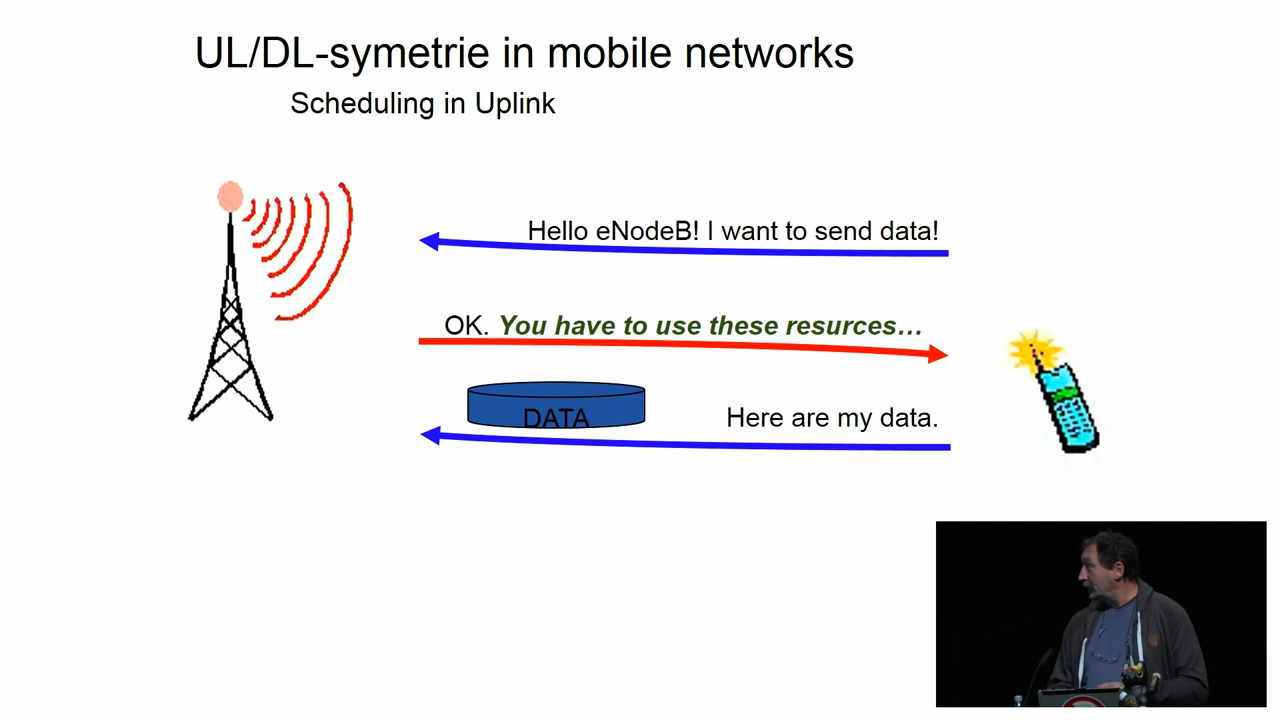 UL/DL-symetrie in mobile networks
Scheduling in Uplink
Hello eNodeB! I want to send data!
OK. You have to use these resurces…
DATA
Here are my data.